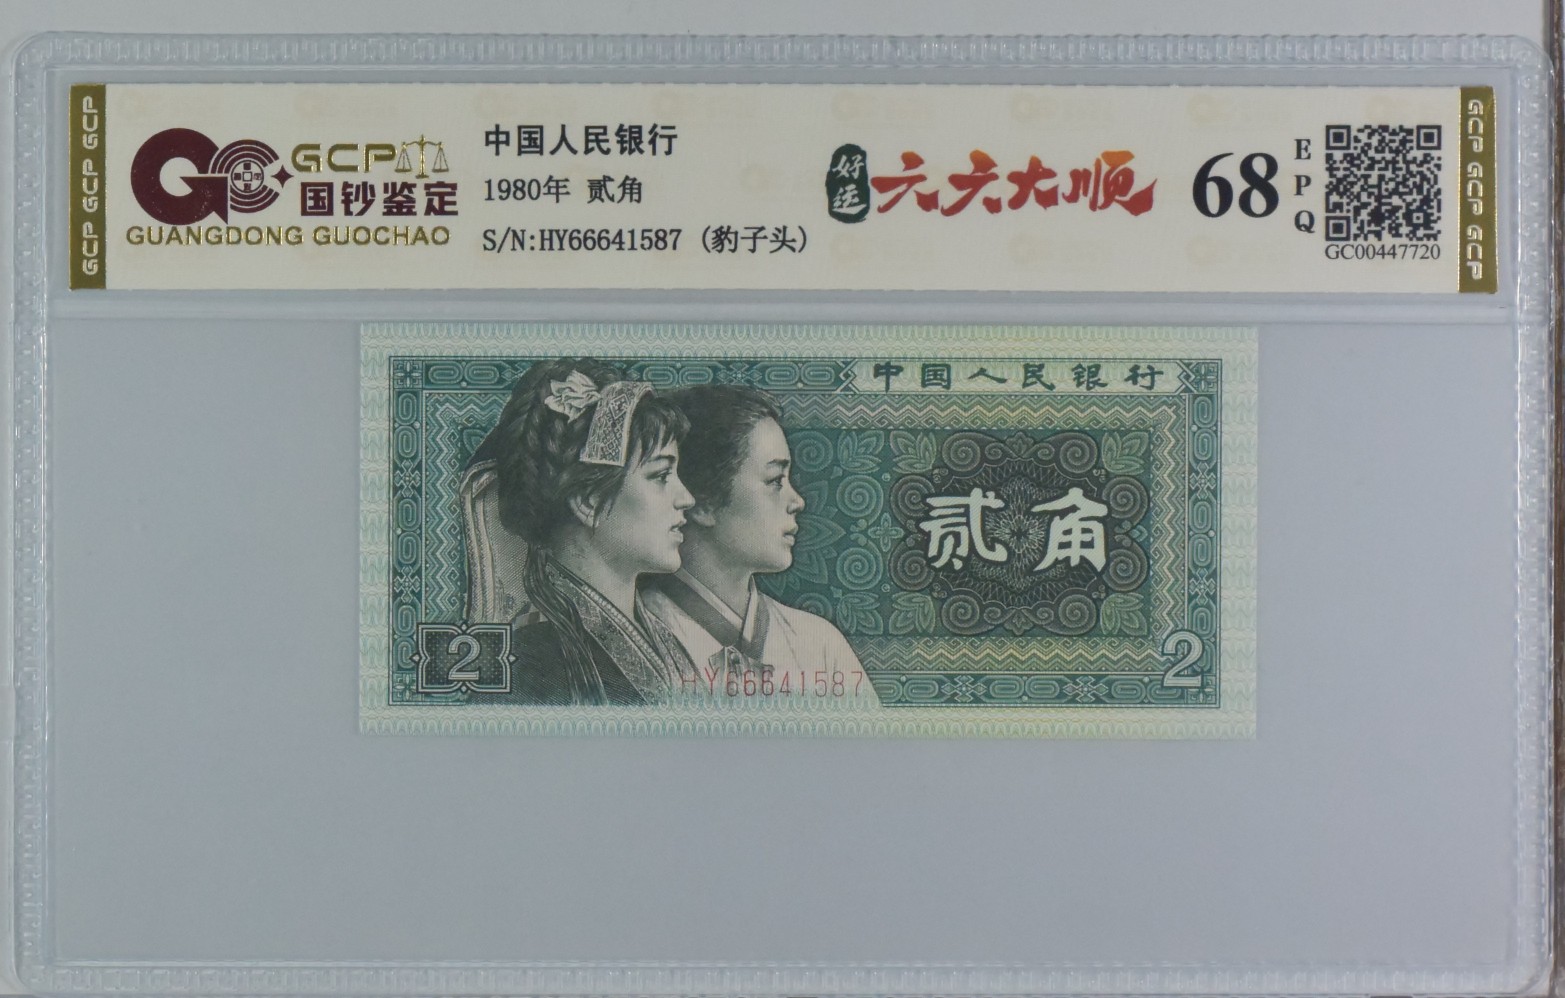 GCP GCP GCP
GCP
国钞鉴定
GUANGDONG GUOCHAO
中国人民银行
1980年 贰角
S/N:HY66641587 (豹子头)
好运
六六大顺
68
EPQ
GC00447720
GCP GCP GCP
中国人民银行
贰角
2
HY66641587
2